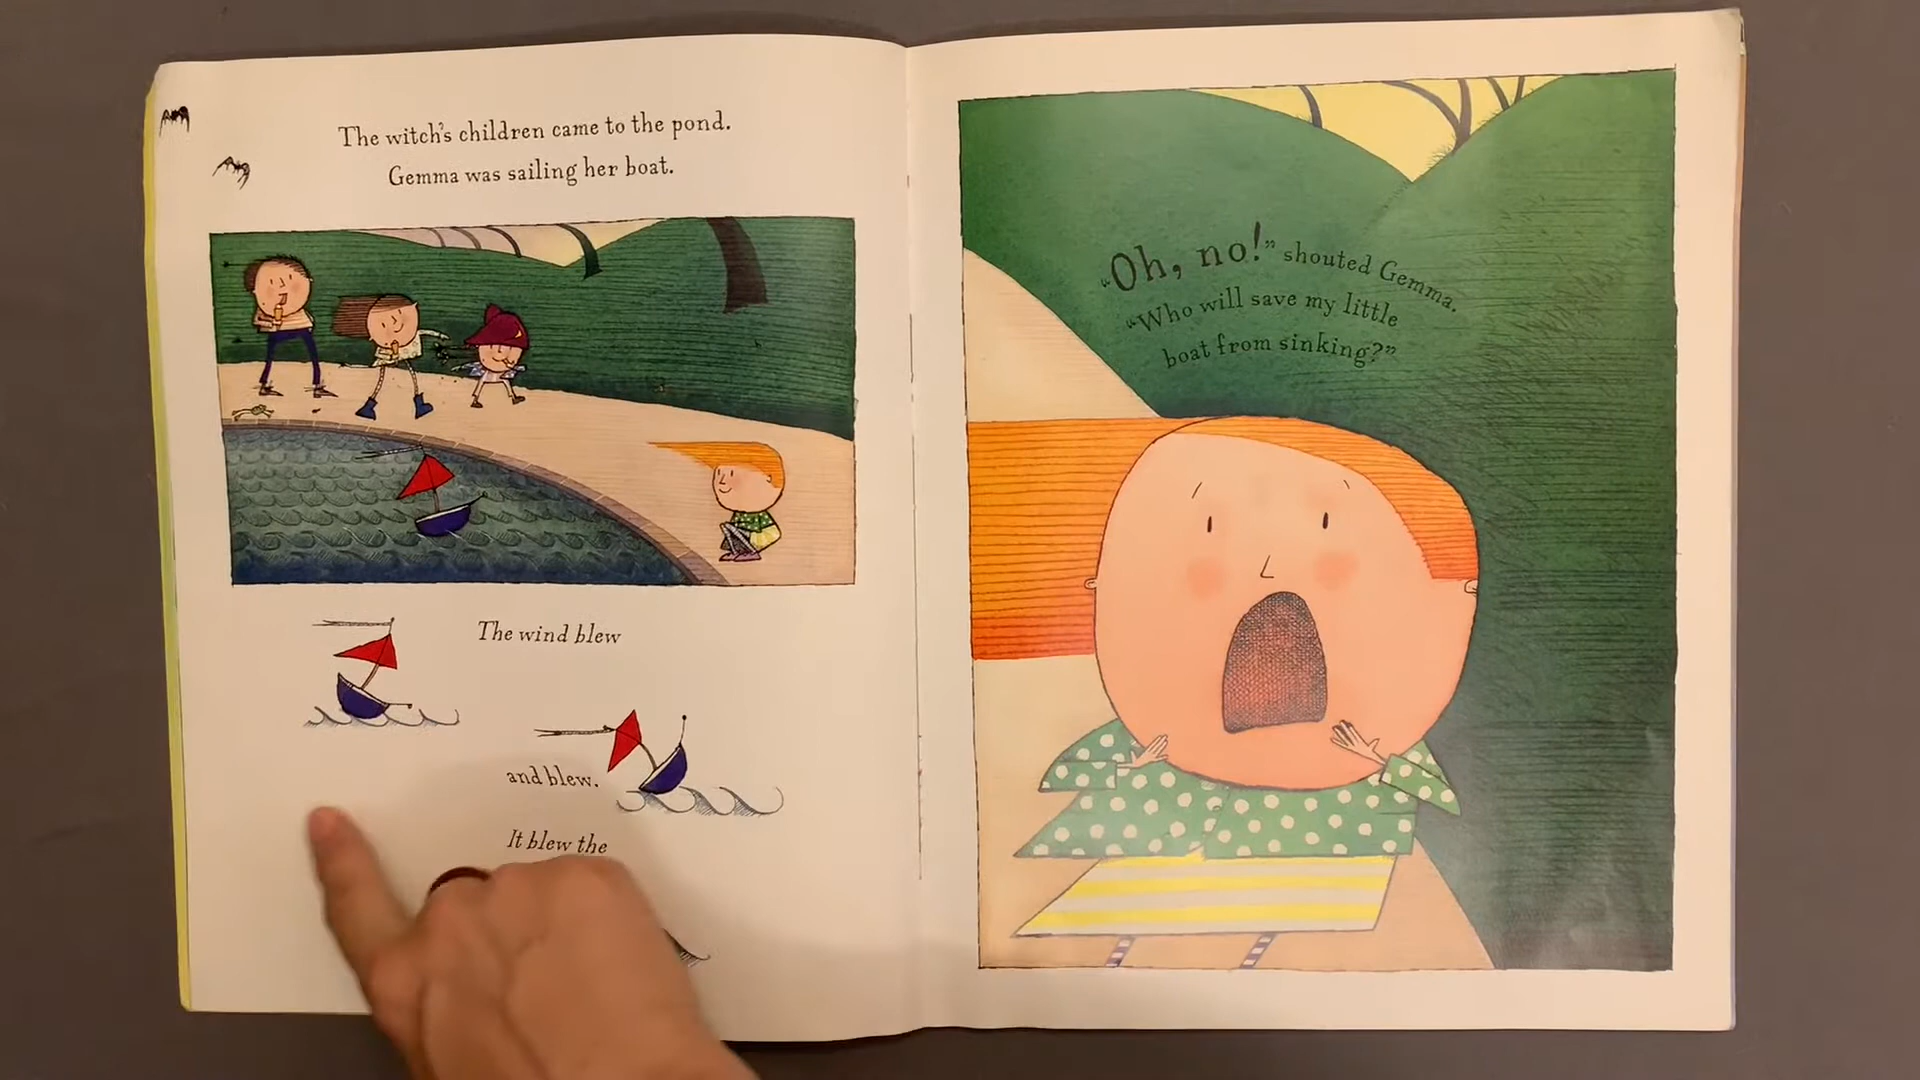 The witch's children came to the pond.
Gemma was sailing her boat.
The wind blew
and blew.
It blew the
“Oh, no!” shouted Gemma.
“Who will save my little
boat from sinking?”